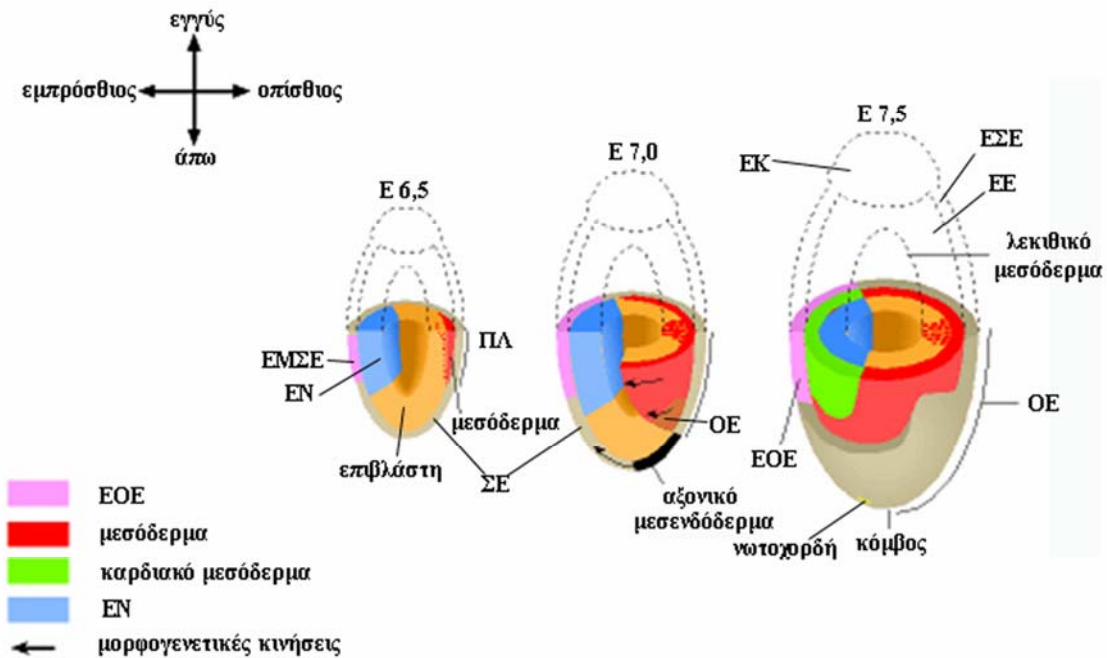 εγγύς
εμπρόσθιος
οπίσθιος
άπω
Ε 6,5
Ε 7,0
Ε 7,5
ΕΚ
ΕΣΕ
ΕΕ
λεκιθικό
μεσόδερμα
ΠΛ
ΕΜΣΕ
ΕΝ
μεσόδερμα
επιβλάστη
ΣΕ
ΟΕ
αξονικό
μεσενδόδερμα
ΕΟΕ
ΟΕ
νωτοχορδή
κόμβος
ΕΟΕ
μεσόδερμα
καρδιακό μεσόδερμα
ΕΝ
μορφογενετικές κινήσεις